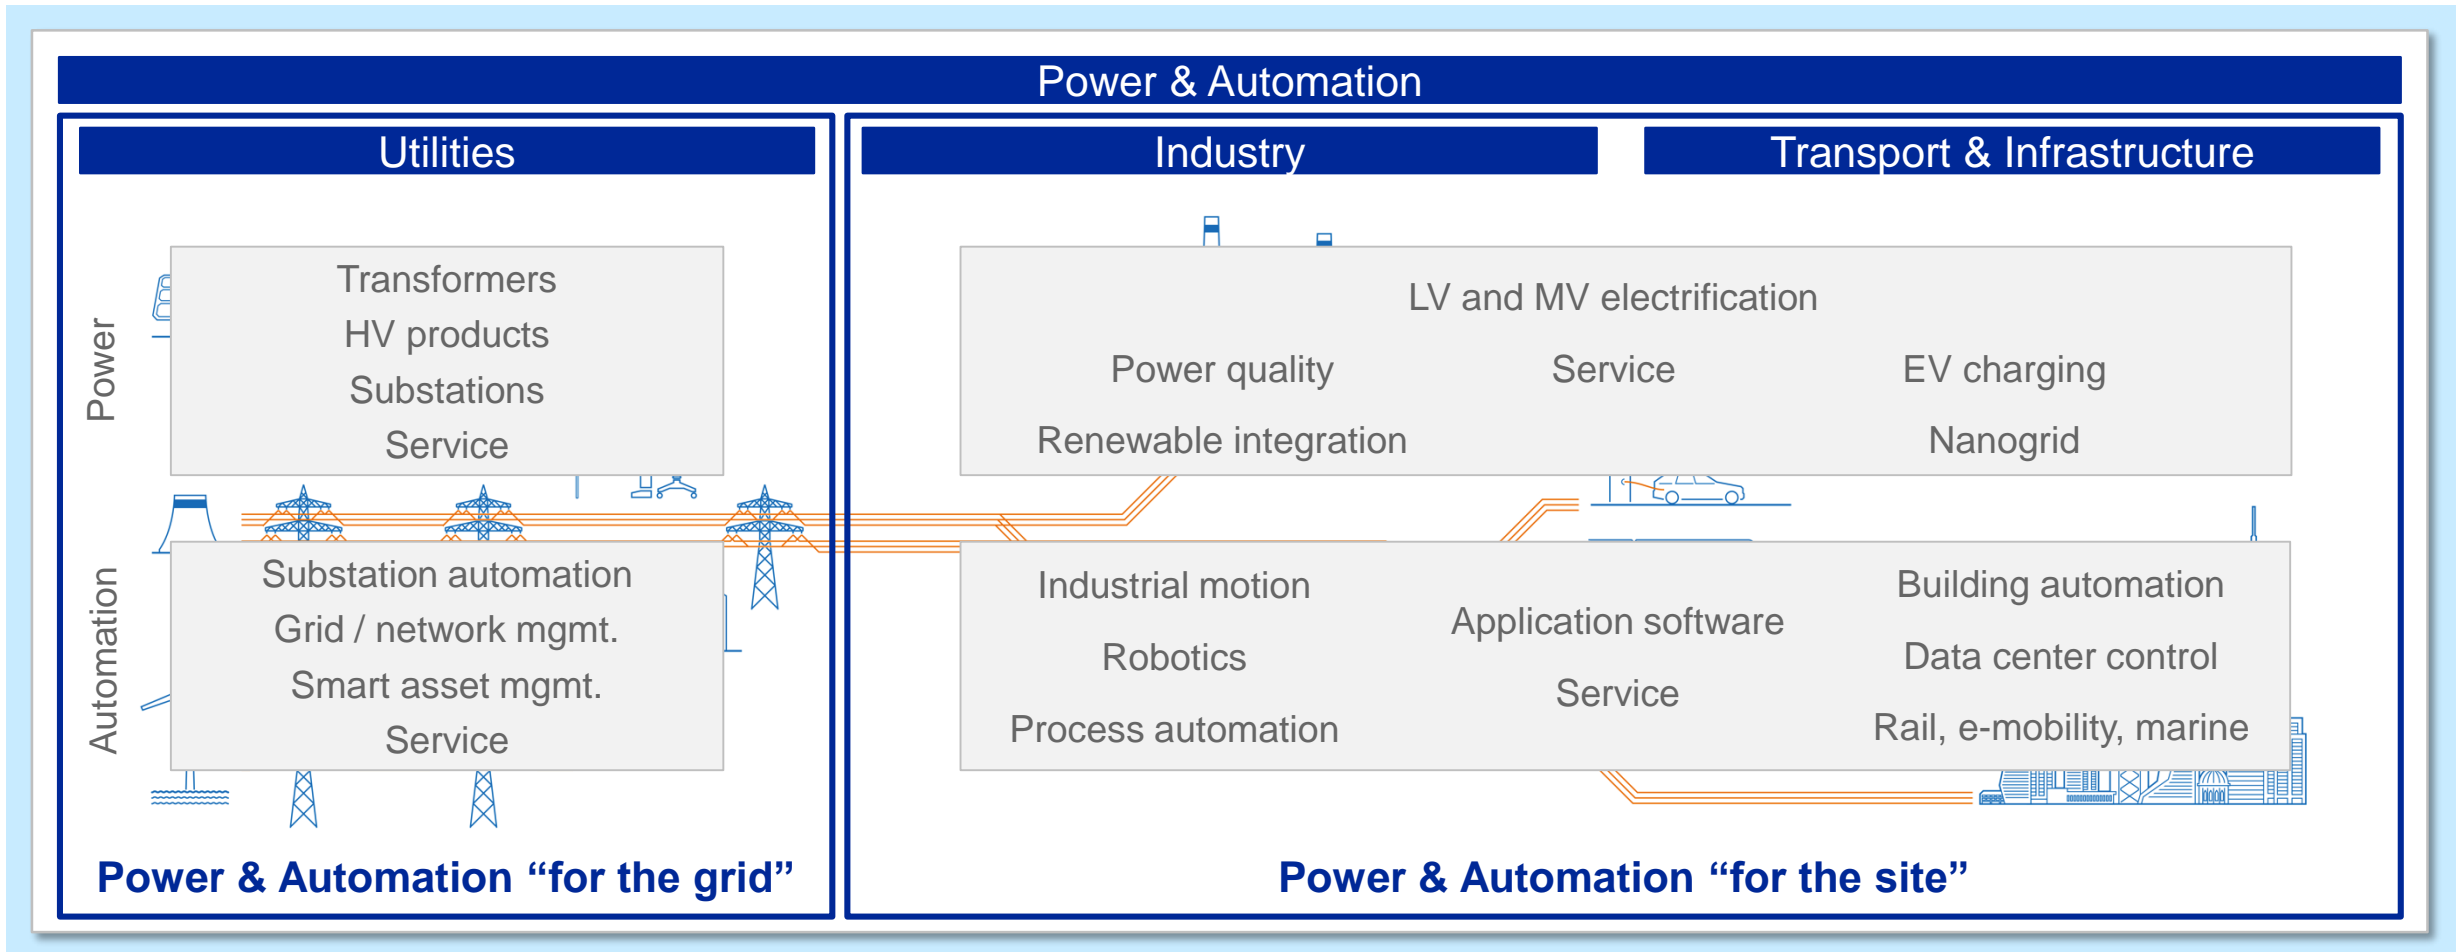 Power & Automation
Utilities
Industry
Transport & Infrastructure
Power
Transformers
HV products
Substations
Service
LV and MV electrification
Power quality
Service
EV charging
Renewable integration
Nanogrid
Automation
Substation automation
Grid / network mgmt.
Smart asset mgmt.
Service
Industrial motion
Robotics
Process automation
Application software
Service
Building automation
Data center control
Rail, e-mobility, marine
Power & Automation “for the grid”
Power & Automation “for the site”